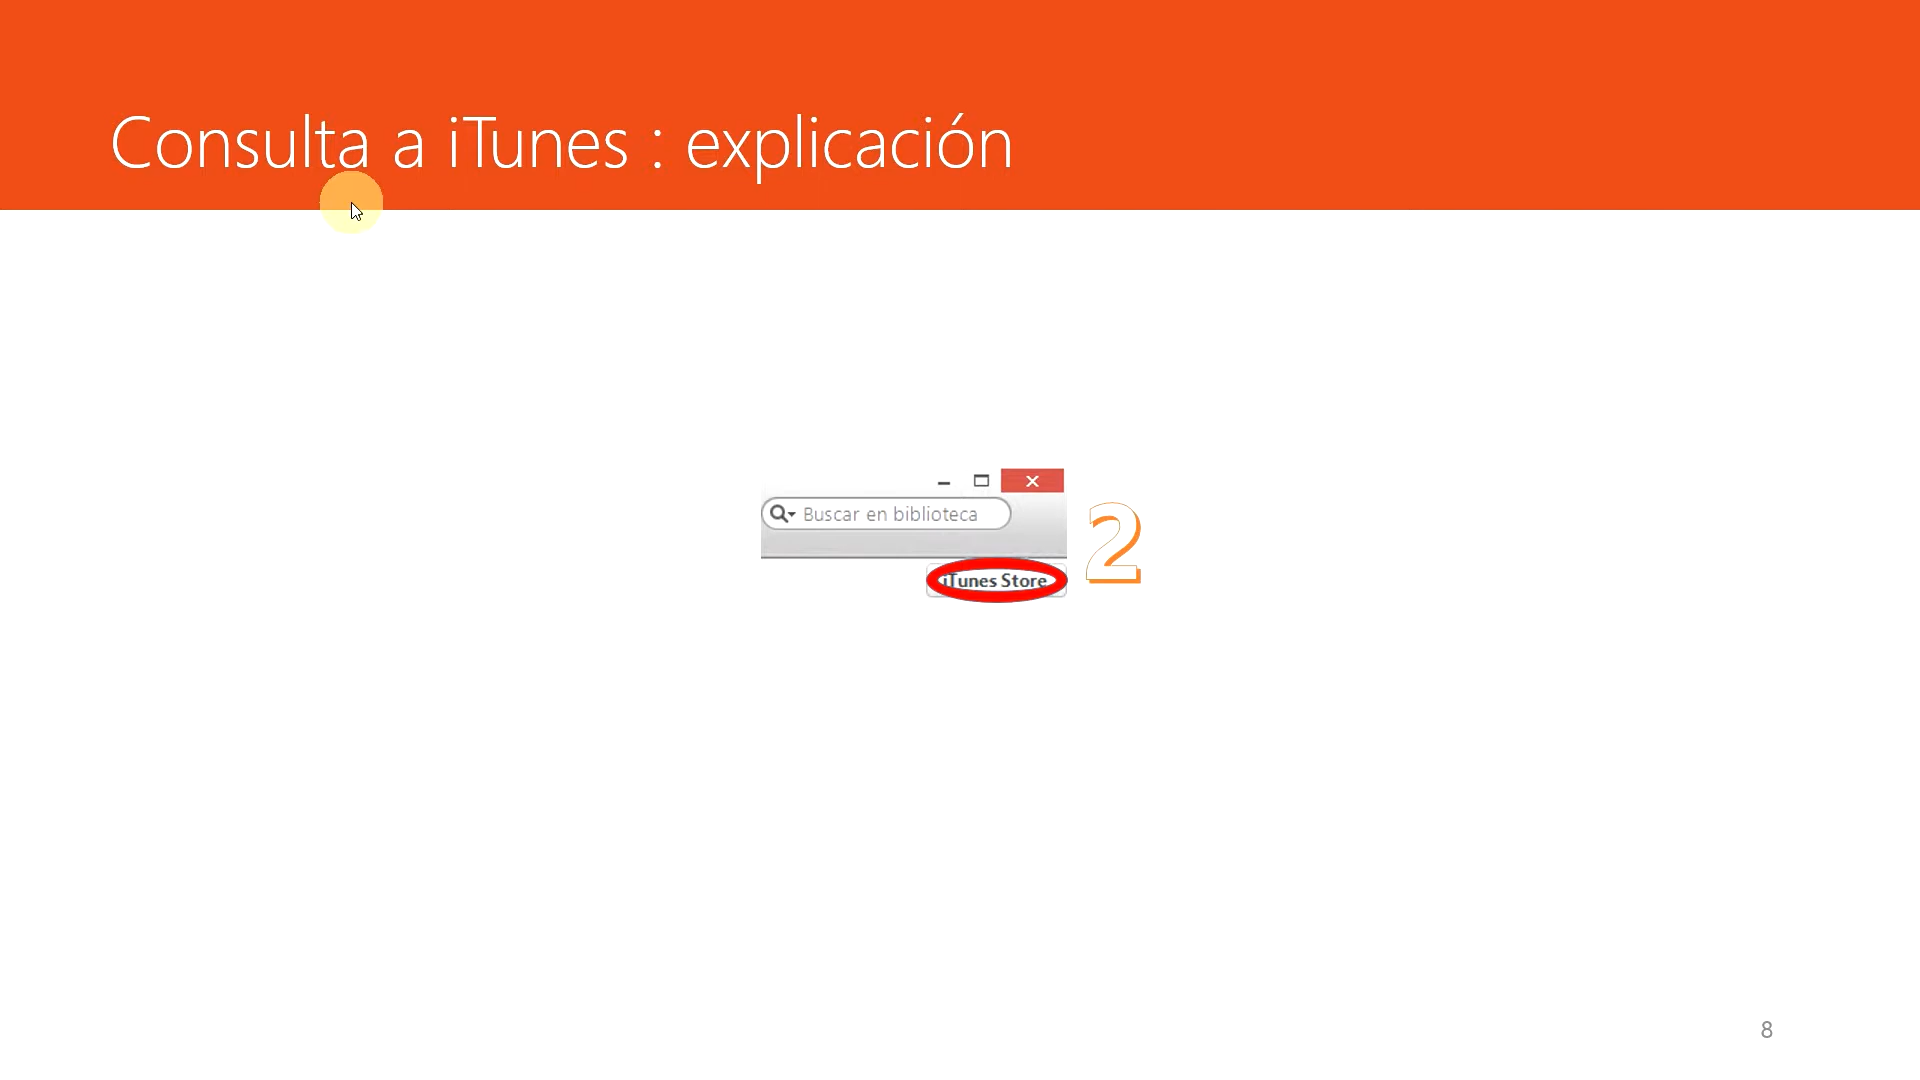 Consulta a iTunes : explicación
Buscar en biblioteca
iTunes Store
2
8